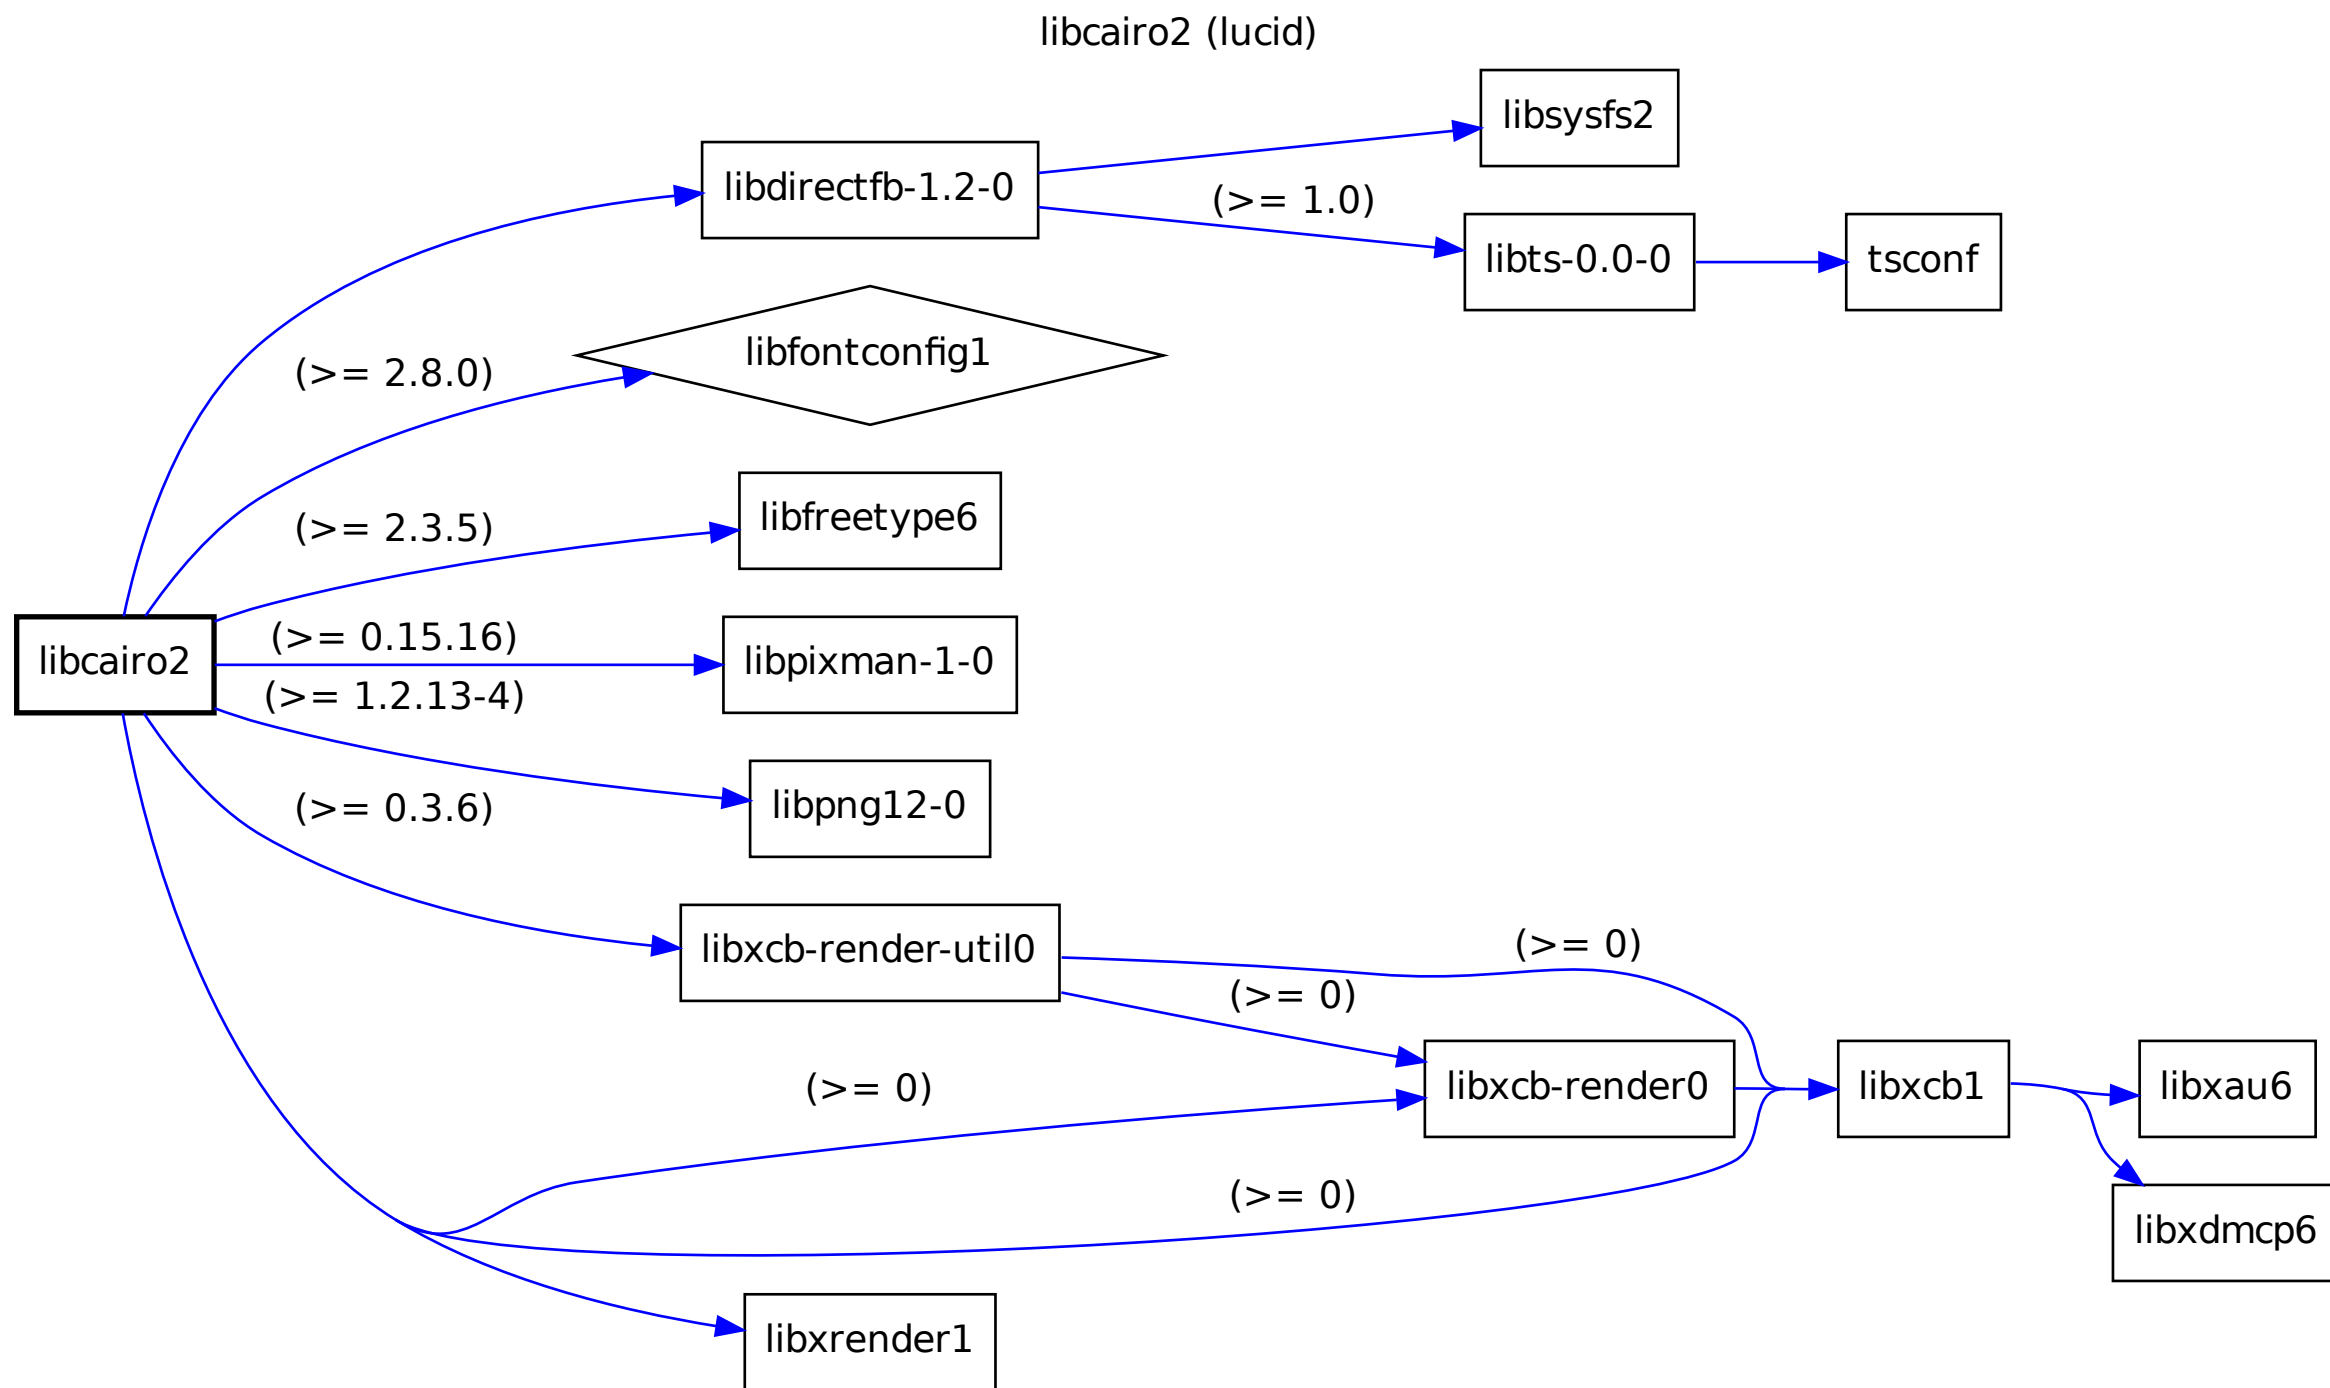 libcairo2 (lucid)
libsysfs2
libdirectfb-1.2-0
(>= 1.0)
libts-0.0-0
tsconf
libfontconfig1
(>= 2.8.0)
libfreetype6
(>= 2.3.5)
(>= 0.15.16)
libcairo2
libpixman-1-0
(>= 1.2.13-4)
libpng12-0
(>= 0.3.6)
libxcb-render-util0
(>= 0)
(>= 0)
(>= 0)
libxcb-render0
libxcb1
libxau6
(>= 0)
libxdmcp6
libxrender1